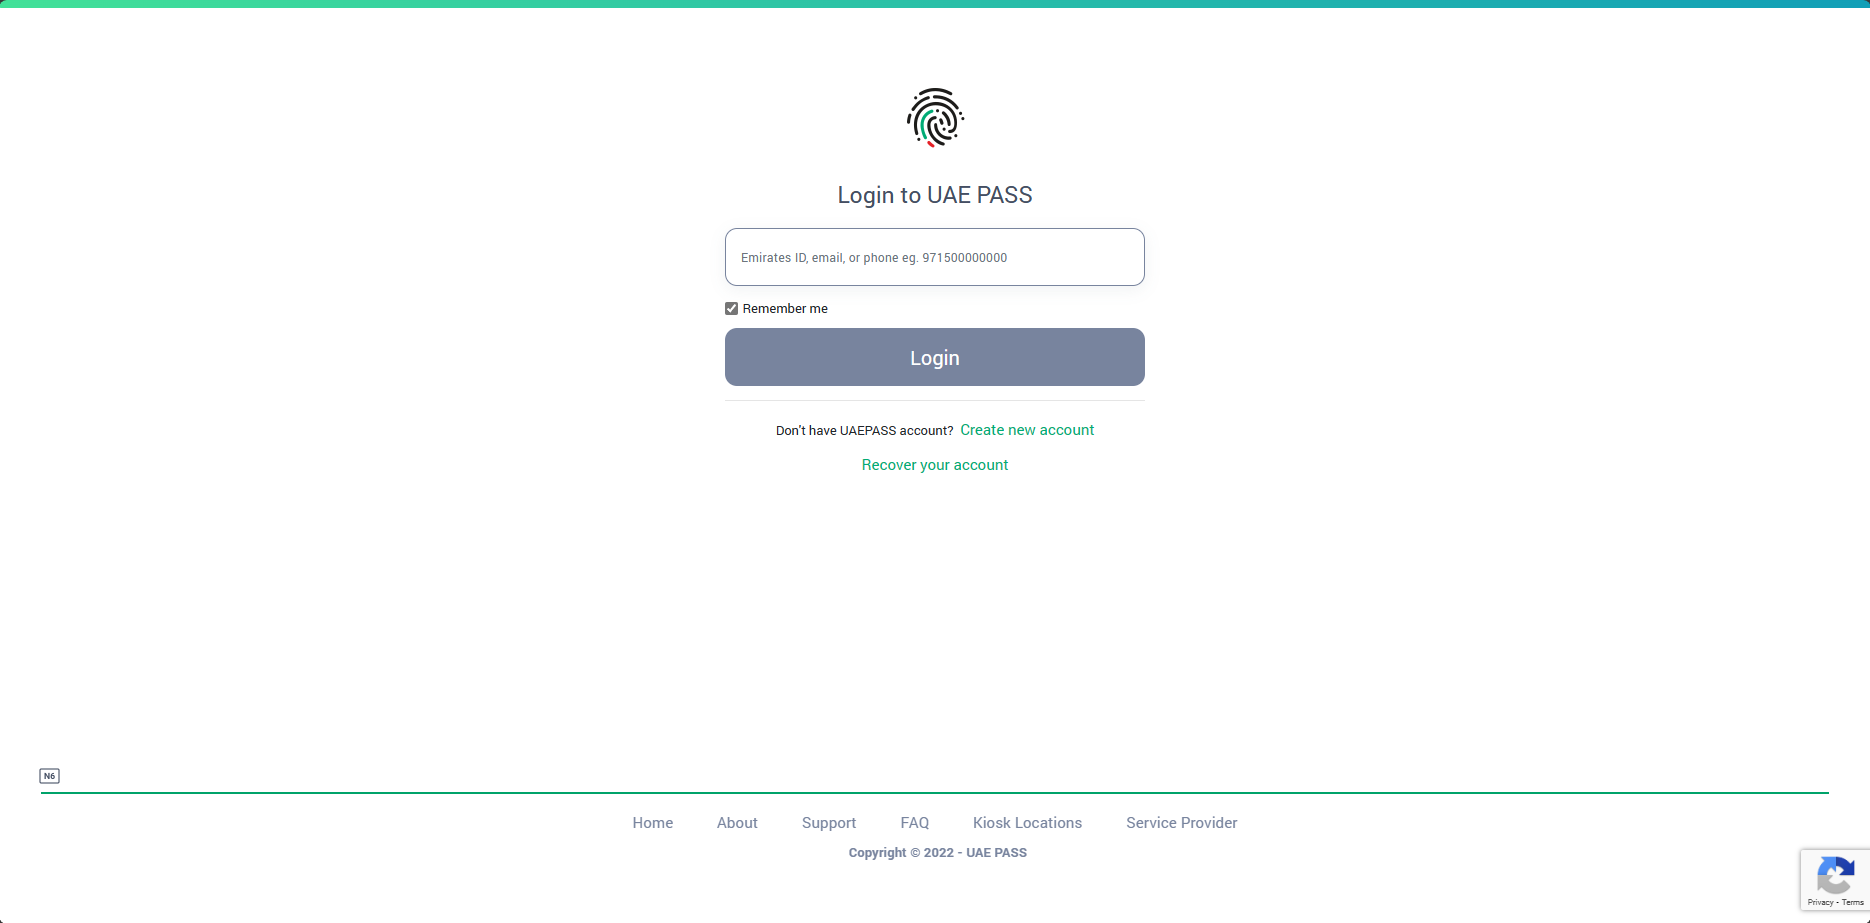 Login to UAE PASS
Emirates ID, email, or phone eg. 971500000000
Remember me
Login
Don't have UAEPASS account? Create new account
Recover your account
N6
Home About Support FAQ Kiosk Locations Service Provider
Copyright © 2022 - UAE PASS
Privacy - Terms